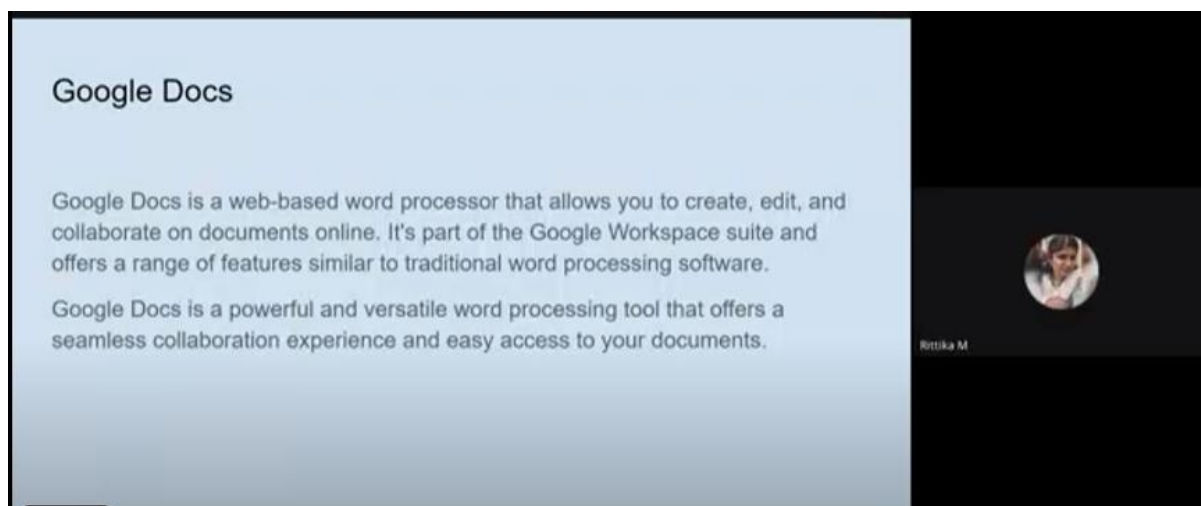 Google Docs
Google Docs is a web-based word processor that allows you to create, edit, and
collaborate on documents online. It's part of the Google Workspace suite and
offers a range of features similar to traditional word processing software.
Google Docs is a powerful and versatile word processing tool that offers a
seamless collaboration experience and easy access to your documents.
Rittika M